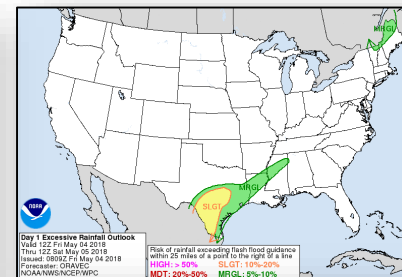 MRGL
MRGL
SLGT
NOAA
Day 1 Excessive Rainfall Outlook
Valid 12Z Fri May 04 2018
Thru 12Z Sat May 05 2018
Issued: 0809Z Fri May 04 2018
Forecaster: ORAVEC
NOAA/NWS/NCEP/WPC
Risk of rainfall exceeding flash flood guidance
within 25 miles of a point to the right of a line
HIGH: > 50% SLGT: 10%-20%
MDT: 20%-50% MRGL: 5%-10%